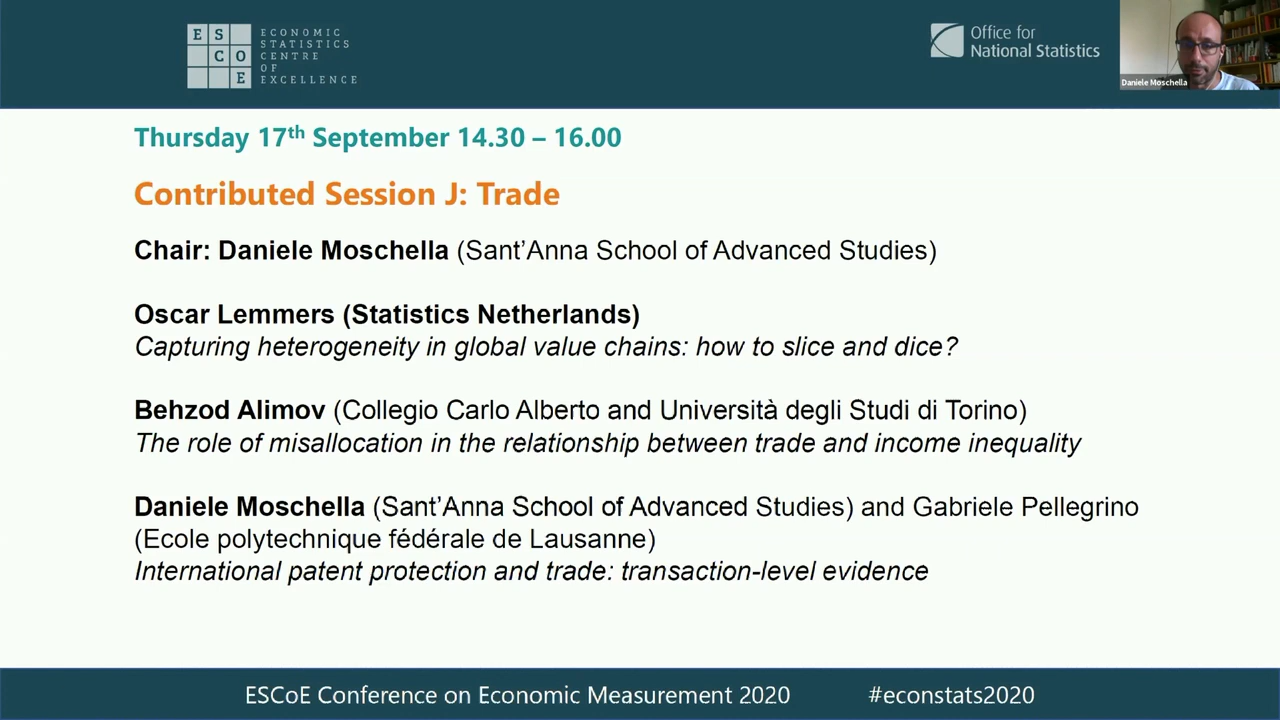 E S C O E
ECONOMIC
STATISTICS
CENTRE
OF
EXCELLENCE
Office for
National Statistics
Daniele Moschella
Thursday 17th September 14.30 – 16.00
Contributed Session J: Trade
Chair: Daniele Moschella (Sant’Anna School of Advanced Studies)
Oscar Lemmers (Statistics Netherlands)
Capturing heterogeneity in global value chains: how to slice and dice?
Behzod Alimov (Collegio Carlo Alberto and Università degli Studi di Torino)
The role of misallocation in the relationship between trade and income inequality
Daniele Moschella (Sant’Anna School of Advanced Studies) and Gabriele Pellegrino
(Ecole polytechnique fédérale de Lausanne)
International patent protection and trade: transaction-level evidence
ESCoE Conference on Economic Measurement 2020 #econstats2020